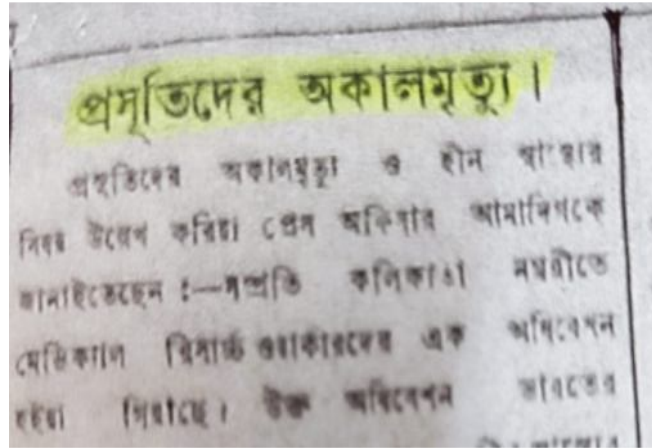 প্রসূতিদের অকালমৃত্যু।
প্রসূতিদের অকালমৃত্যু ও হীন স্বাস্থ্যের
বিষয় উল্লেখ করিয়া প্রেস অফিসার আমাদিগকে
জানাইতেছেন :—সম্প্রতি কলিকাতা নগরীতে
মেডিক্যাল রিসার্চ ওয়ার্কারদের এক অধিবেশন
হইয়া গিয়াছে। উক্ত অধিবেশন ভারতের